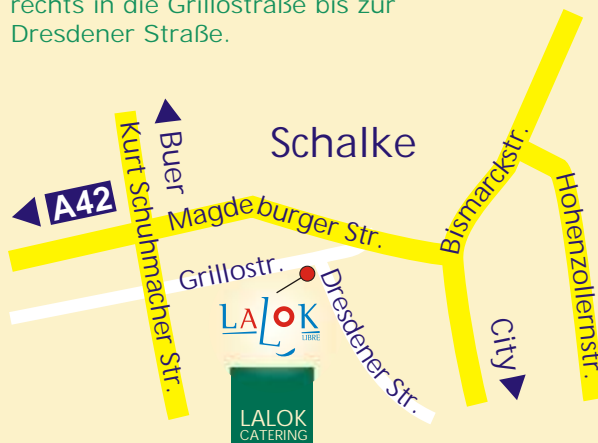 rechts in die Grillostraße bis zur
Dresdener Straße.
Schalke
Buer
Kurt Schuhmacher Str.
A42
Magdeburger Str.
Bismarckstr.
Hohenzollernstr.
Grillostr.
Dresdener Str.
LALOK
LIBRE
City
LALOK
CATERING